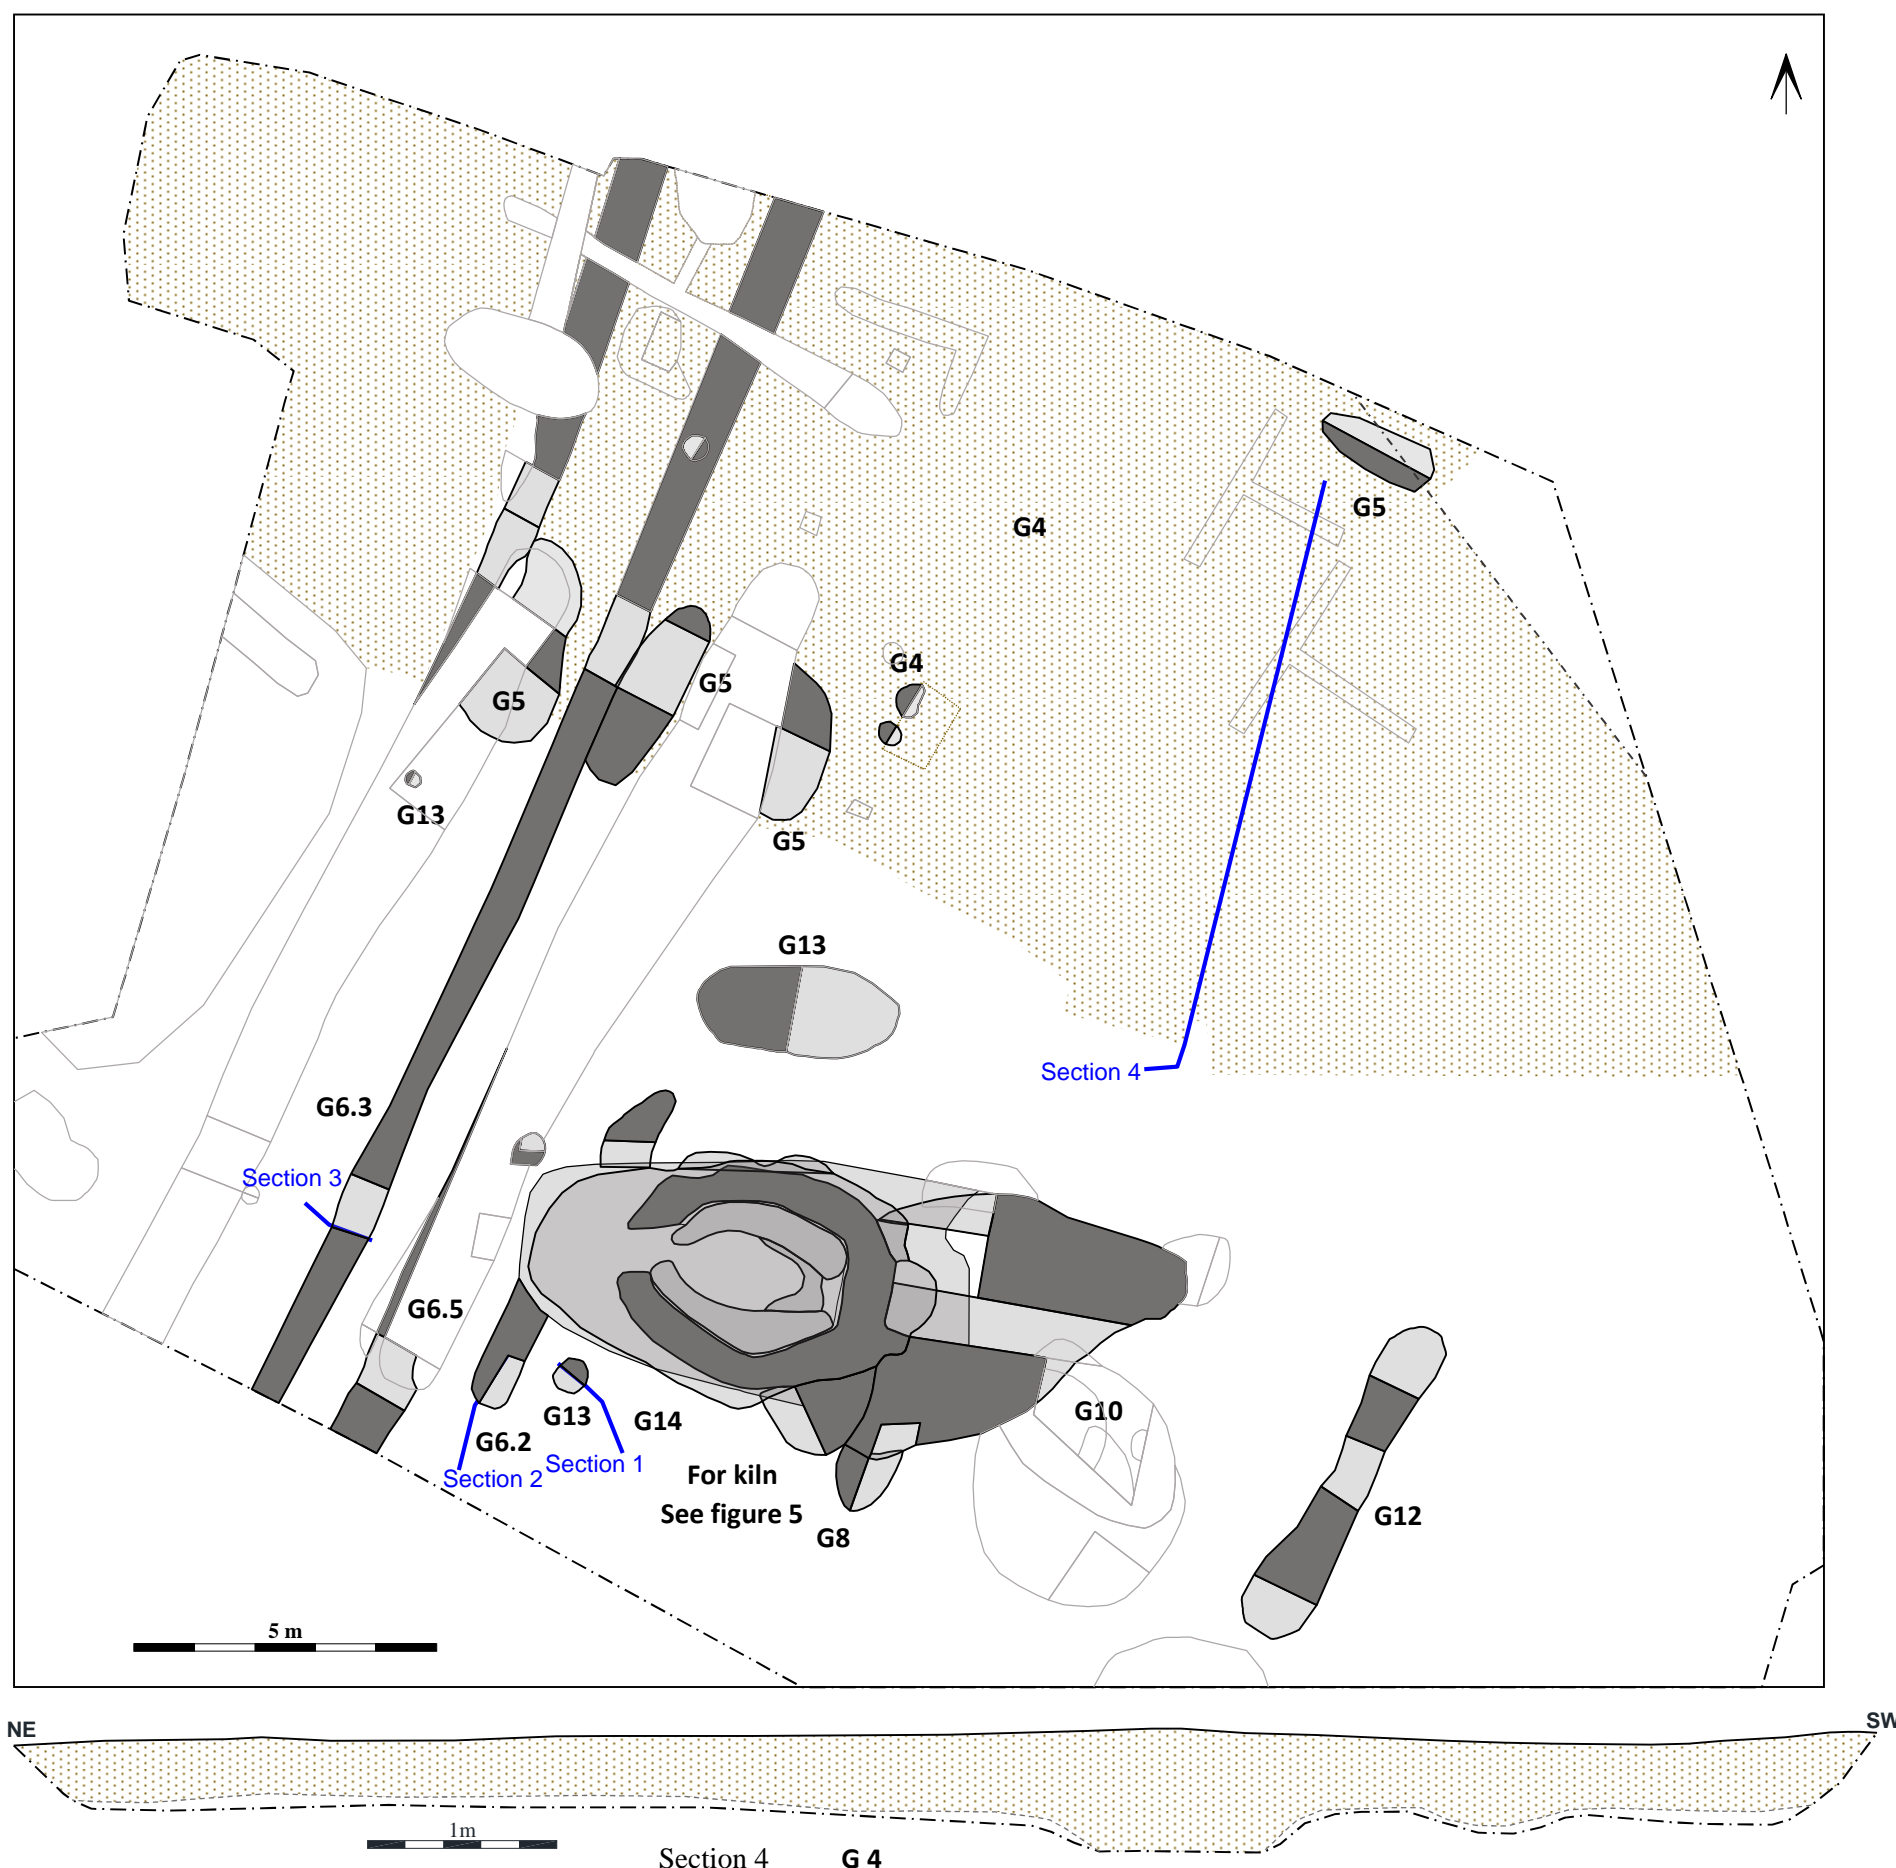 G4
G5
G4
G5
G5
G13
G5
G13
Section 4
G6.3
Section 3
G6.5
G10
G13
G14
G6.2
Section 1
Section 2
For kiln
See figure 5
G8
G12
5 m
NE
SW
1m
Section 4 G 4